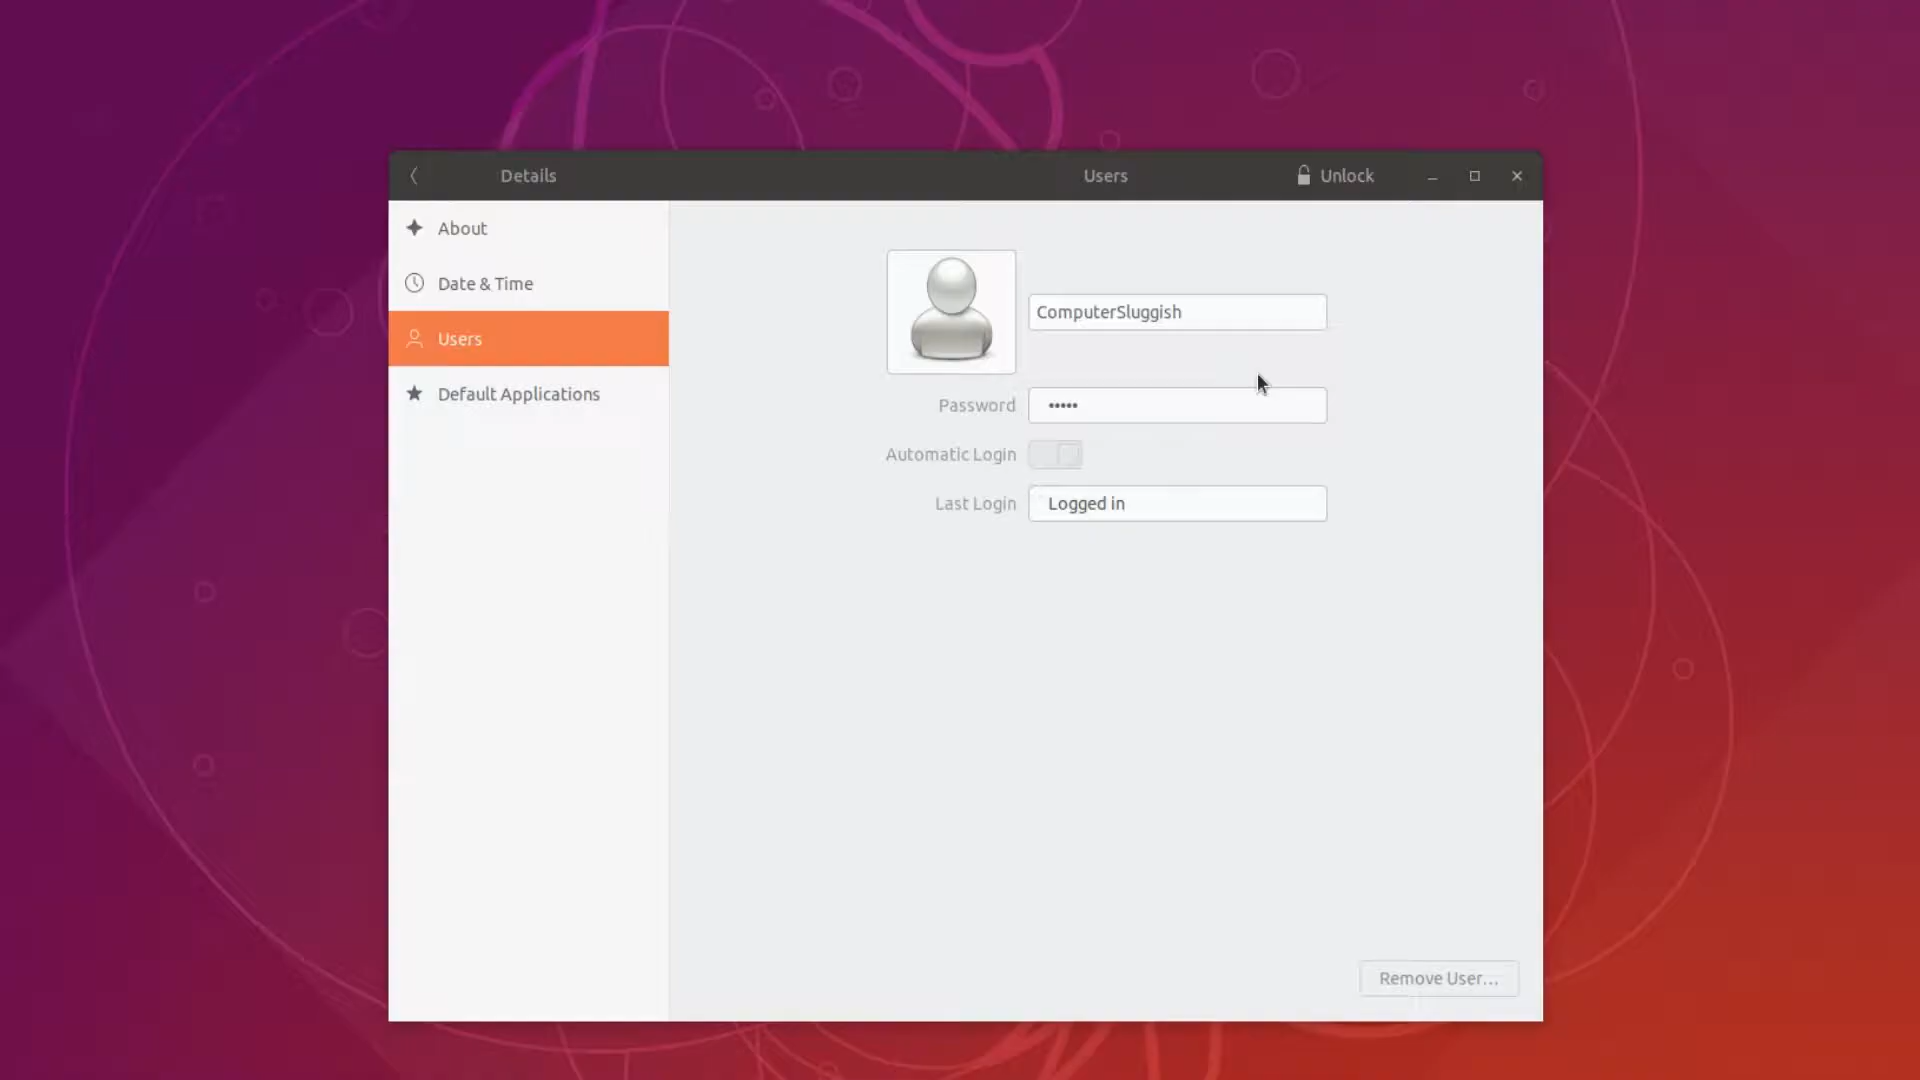 Details
Users
Unlock
About
Date & Time
Users
Default Applications
ComputerSluggish
Password
•••••
Automatic Login
Last Login
Logged in
Remove User…